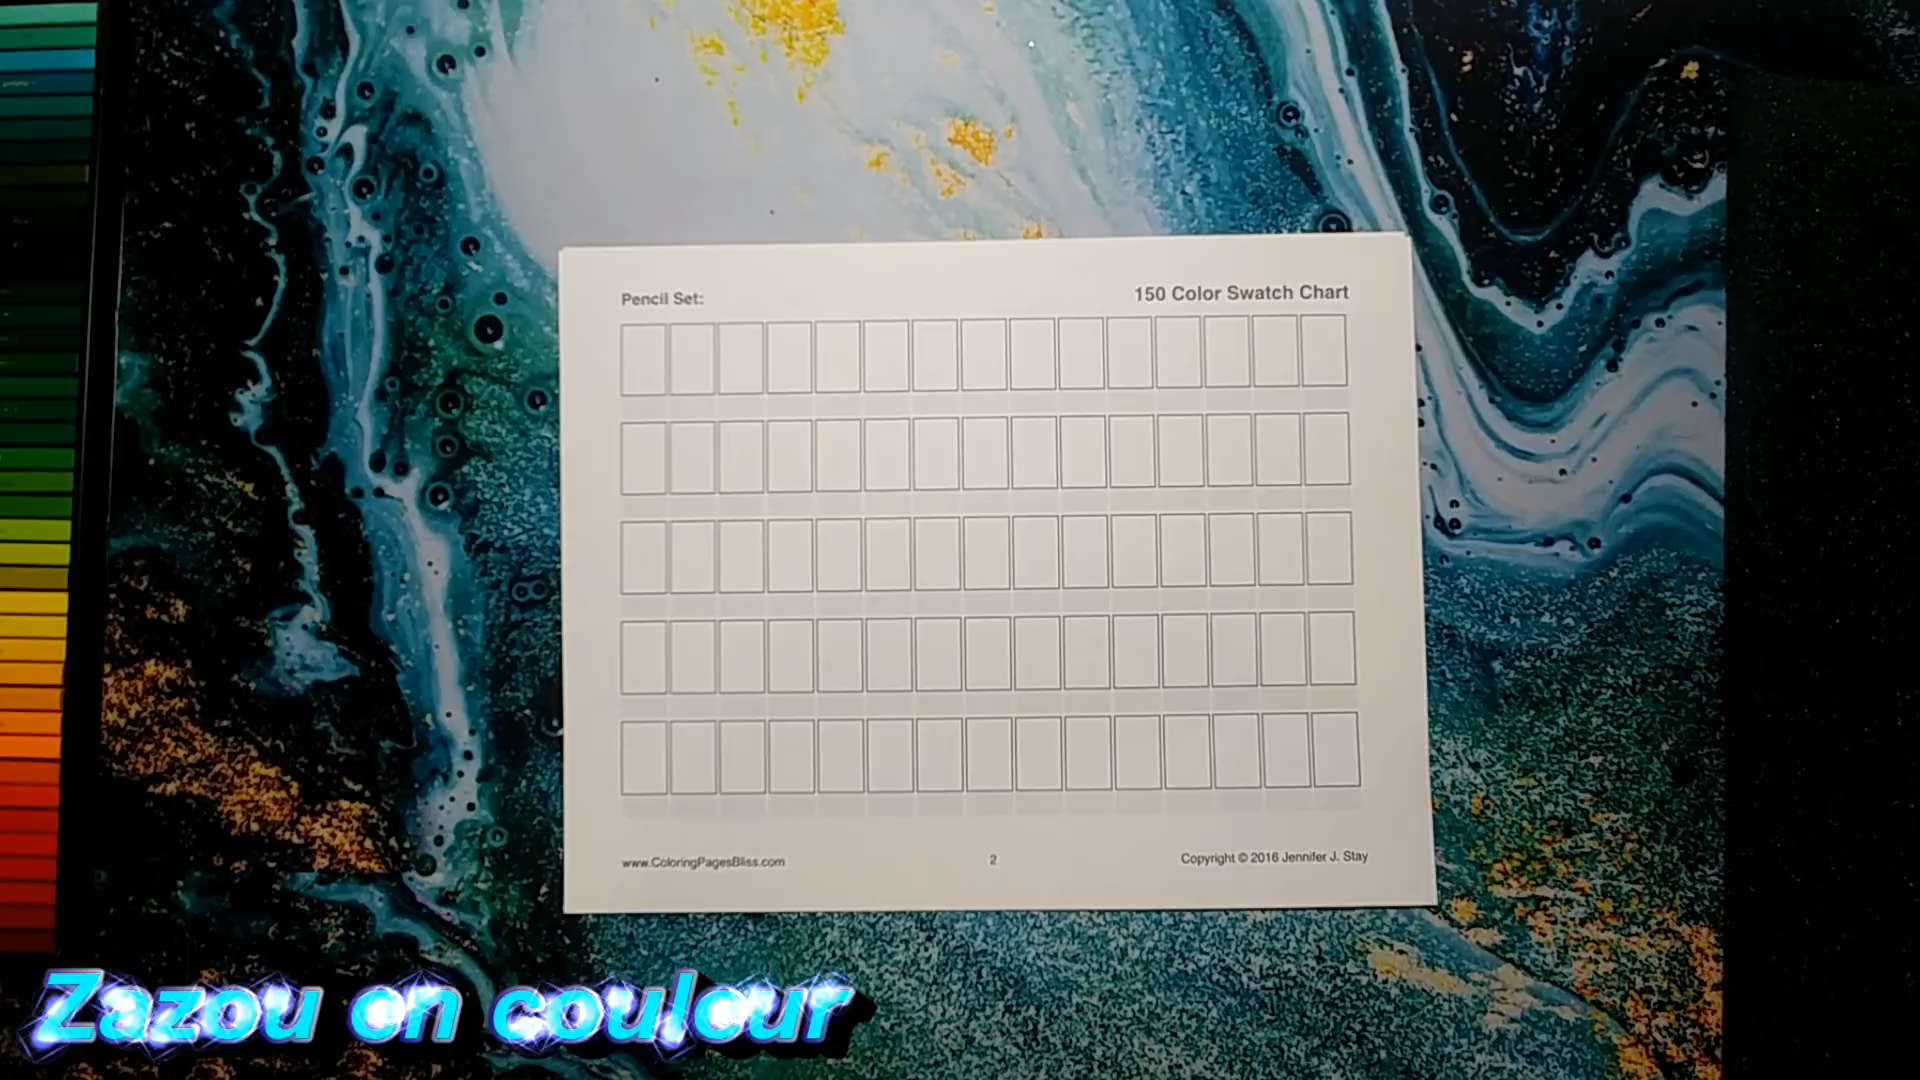 Pencil Set:
150 Color Swatch Chart
www.ColoringPagesBliss.com
2
Copyright © 2016 Jennifer J. Stay
Zazou en couleur